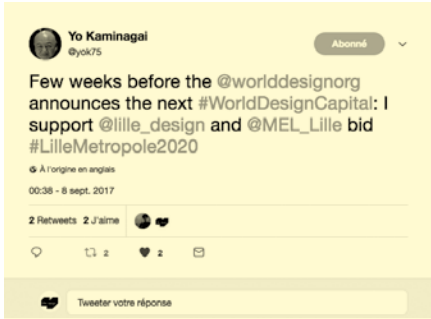 Yo Kaminagai
@yok75
Abonné
Few weeks before the @worlddesignorg
announces the next #WorldDesignCapital: I
support @lille_design and @MEL_Lille bid
#LilleMetropole2020
À l'origine en anglais
00:38 - 8 sept. 2017
2 Retweets 2 J'aime
2 2
Tweeter votre réponse